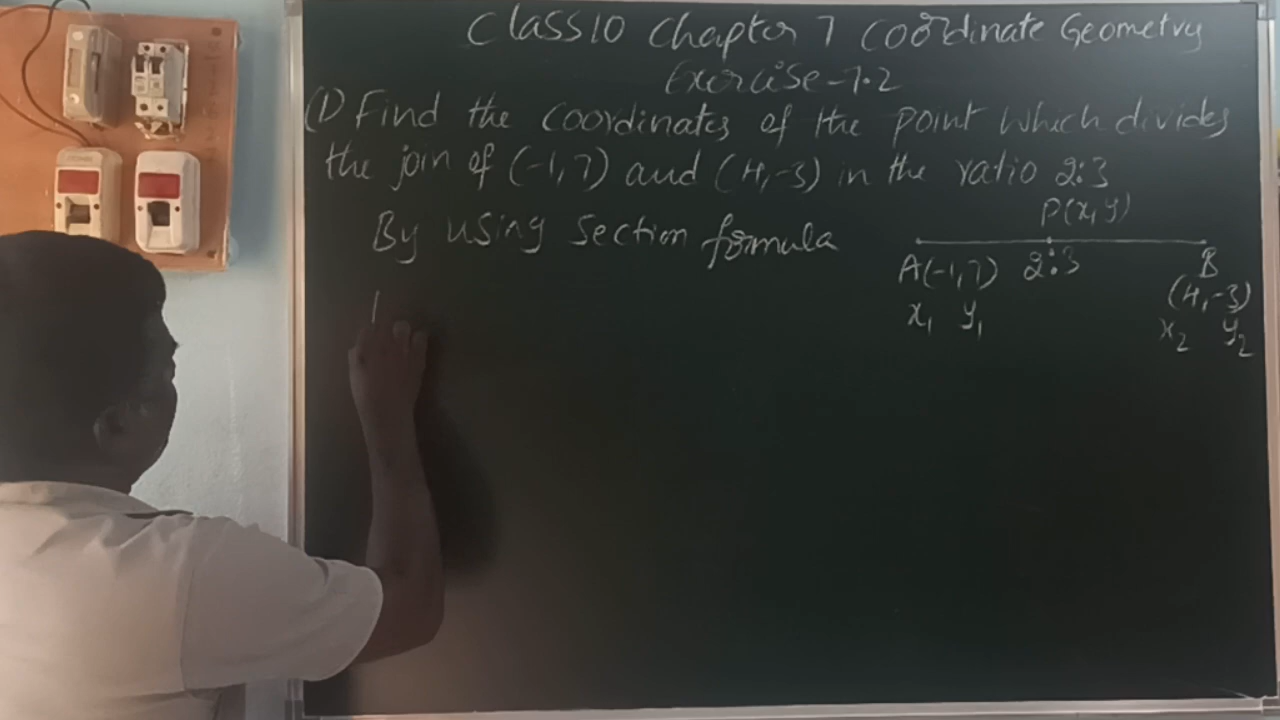 Class10 Chapter 7 Coordinate Geometry
Exercise-7.2
(1) Find the coordinates of the point which divides
the join of (-1,7) and (4,-3) in the ratio 2:3
By using section formula
P(x,y)
A(-1,7) 2:3 B
(4,-3)
x₁ y₁
x₂ y₂